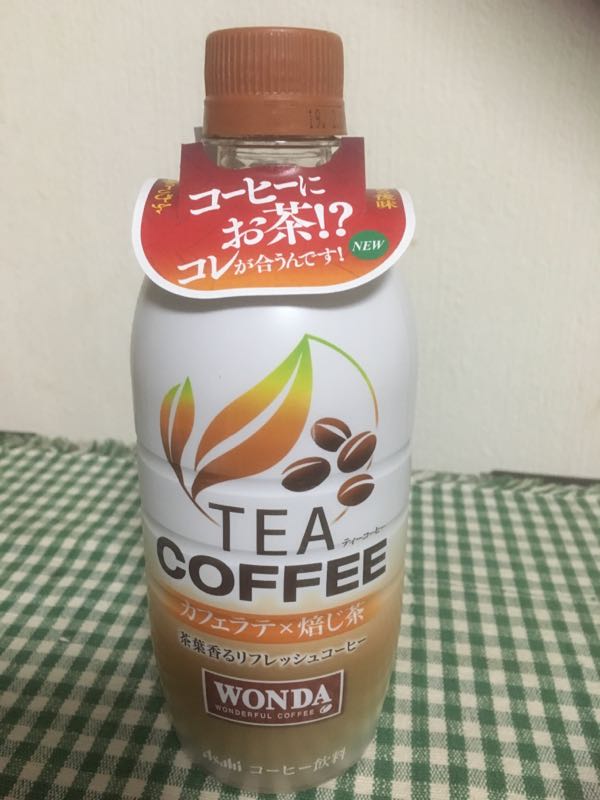 コーヒーに
お茶!?
コレが合うんです!
NEW
TEA
ティーコーヒー
COFFEE
カフェラテ×焙じ茶
茶葉香るリフレッシュコーヒー
WONDA
WONDERFUL COFFEE
Asahi コーヒー飲料